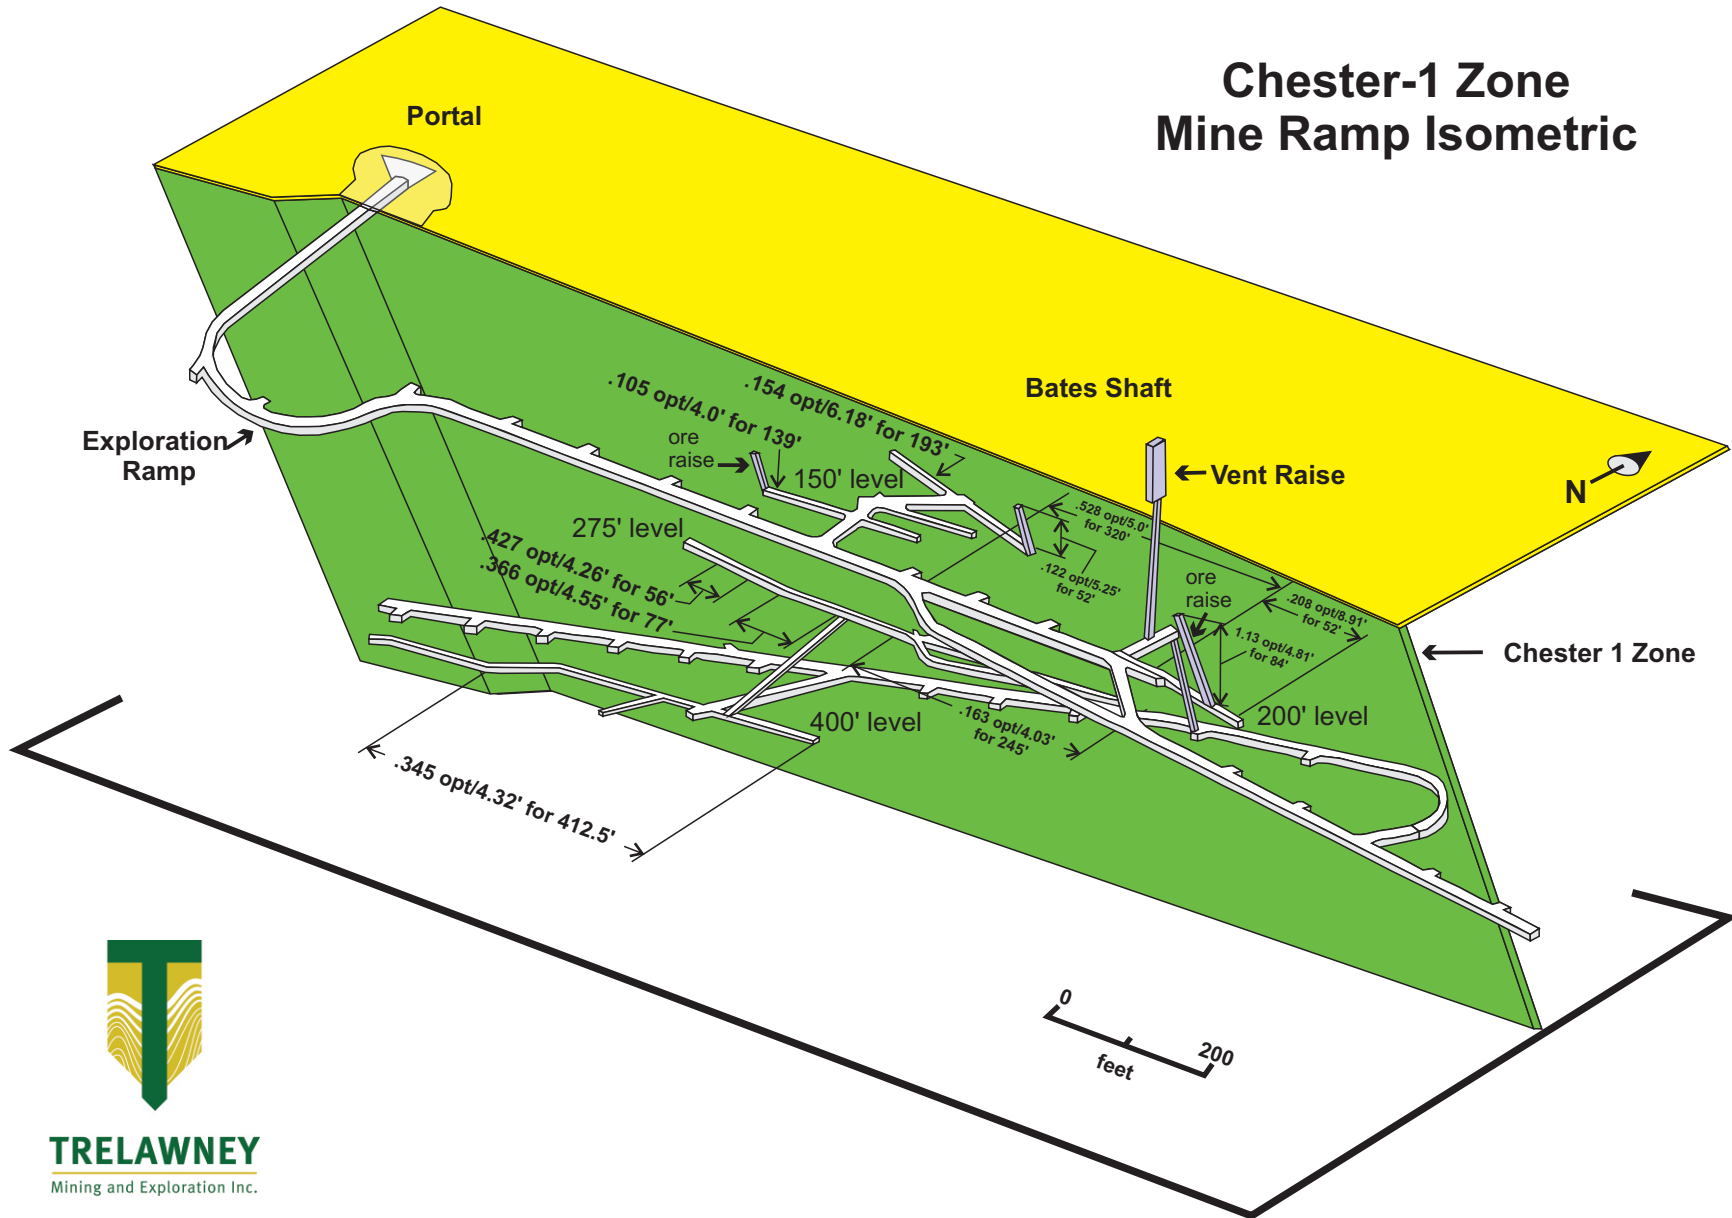 Chester-1 Zone
Mine Ramp Isometric
Portal
Bates Shaft
.154 opt/6.18' for 193'
.105 opt/4.0' for 139'
ore
raise
150' level
Exploration
Ramp
Vent Raise
N
275' level
.528 opt/5.0'
for 320'
.427 opt/4.26' for 56'
.366 opt/4.55' for 77'
.122 opt/5.25'
for 52'
ore
raise
.208 opt/8.91'
for 52'
1.13 opt/4.81'
for 84'
Chester 1 Zone
400' level
.163 opt/4.03'
for 245'
200' level
.345 opt/4.32' for 412.5'
0
200
feet
TRELAWNEY
Mining and Exploration Inc.